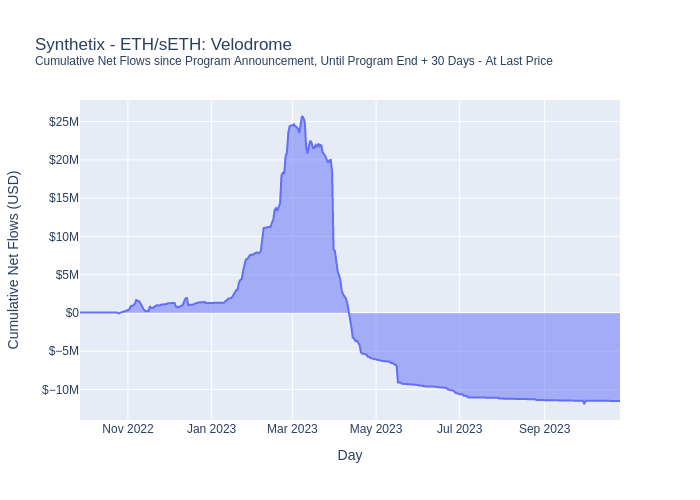 Synthetix - ETH/sETH: Velodrome
Cumulative Net Flows since Program Announcement, Until Program End + 30 Days - At Last Price
Cumulative Net Flows (USD)
$25M
$20M
$15M
$10M
$5M
$0
$−5M
$−10M
Nov 2022
Jan 2023
Mar 2023
May 2023
Jul 2023
Sep 2023
Day